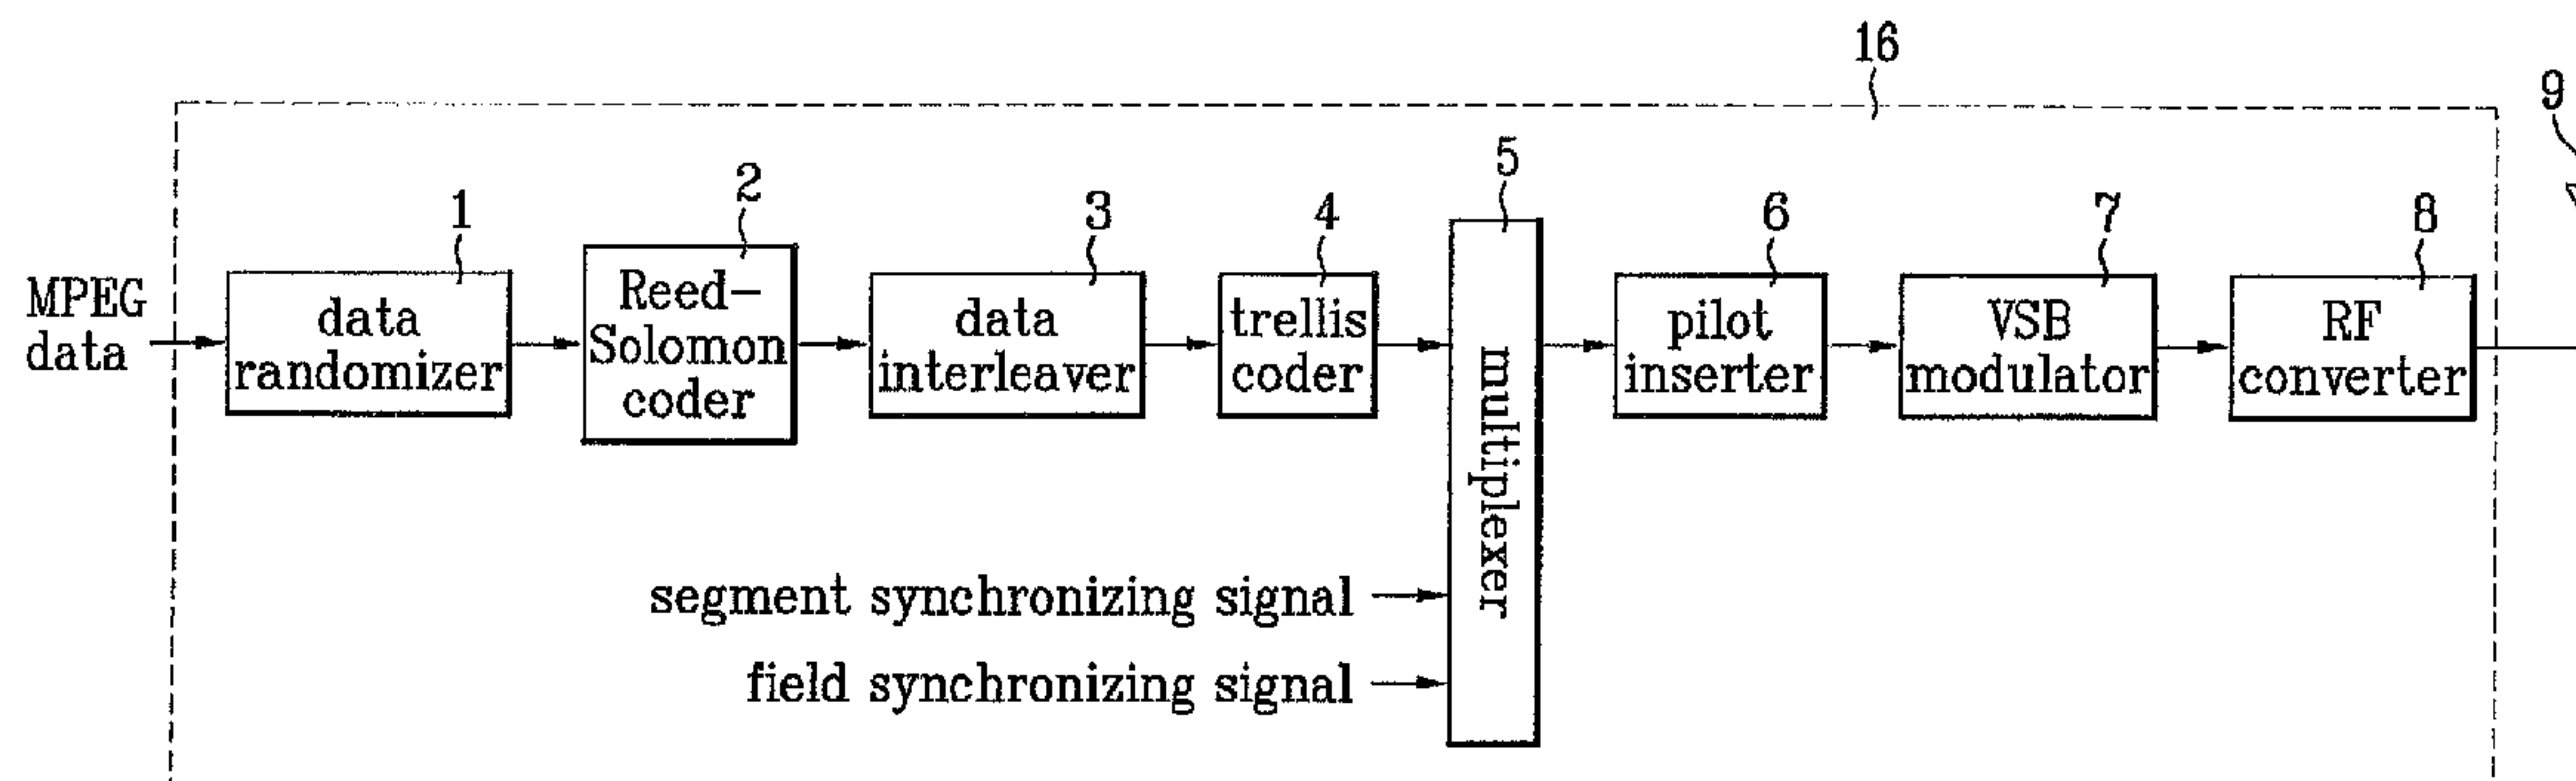 16
9
5
2
1
3
4
6
7
8
MPEG
data
data
randomizer
Reed-
Solomon
coder
data
interleaver
trellis
coder
multiplexer
pilot
inserter
VSB
modulator
RF
converter
segment synchronizing signal
field synchronizing signal